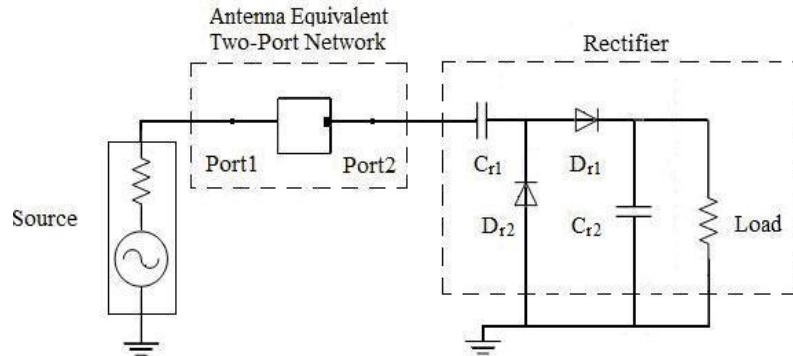 Antenna Equivalent
Two-Port Network
Rectifier
Port1
Port2
Cr1
Dr1
Source
Dr2
Cr2
Load